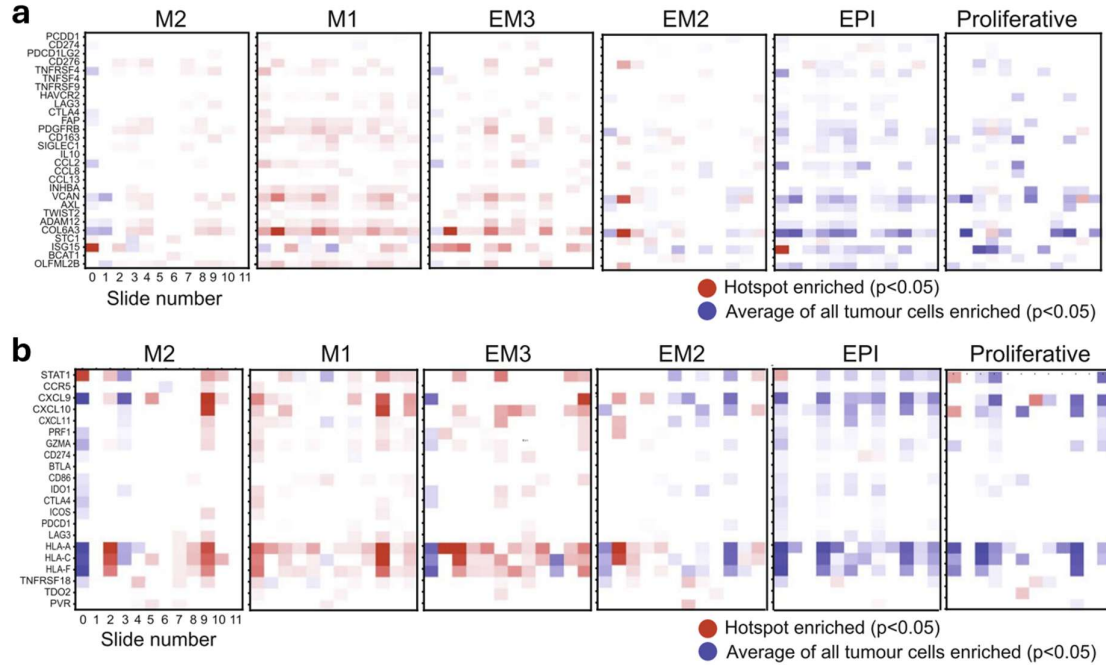 a
M2 M1 EM3 EM2 EPI Proliferative
PCDD1
CD274
PDCD1LG2
CD276
TNFRSF4
TNFSF4
TNFRSF9
HAVCR2
LAG3
CTLA4
FAP
PDGFRB
CD163
SIGLEC1
IL10
CCL2
CCL8
CCL13
INHBA
VCAN
AXL
TWIST2
ADAM12
COL6A3
STC1
ISG15
BCAT1
OLFML2B
0 1 2 3 4 5 6 7 8 9 10 11
Slide number
Hotspot enriched (p<0.05)
Average of all tumour cells enriched (p<0.05)
b
M2 M1 EM3 EM2 EPI Proliferative
STAT1
CCR5
CXCL9
CXCL10
CXCL11
PRF1
GZMA
CD274
BTLA
CD86
IDO1
CTLA4
ICOS
PDCD1
LAG3
HLA-A
HLA-C
HLA-F
TNFRSF18
TDO2
PVR
0 1 2 3 4 5 6 7 8 9 10 11
Slide number
Hotspot enriched (p<0.05)
Average of all tumour cells enriched (p<0.05)